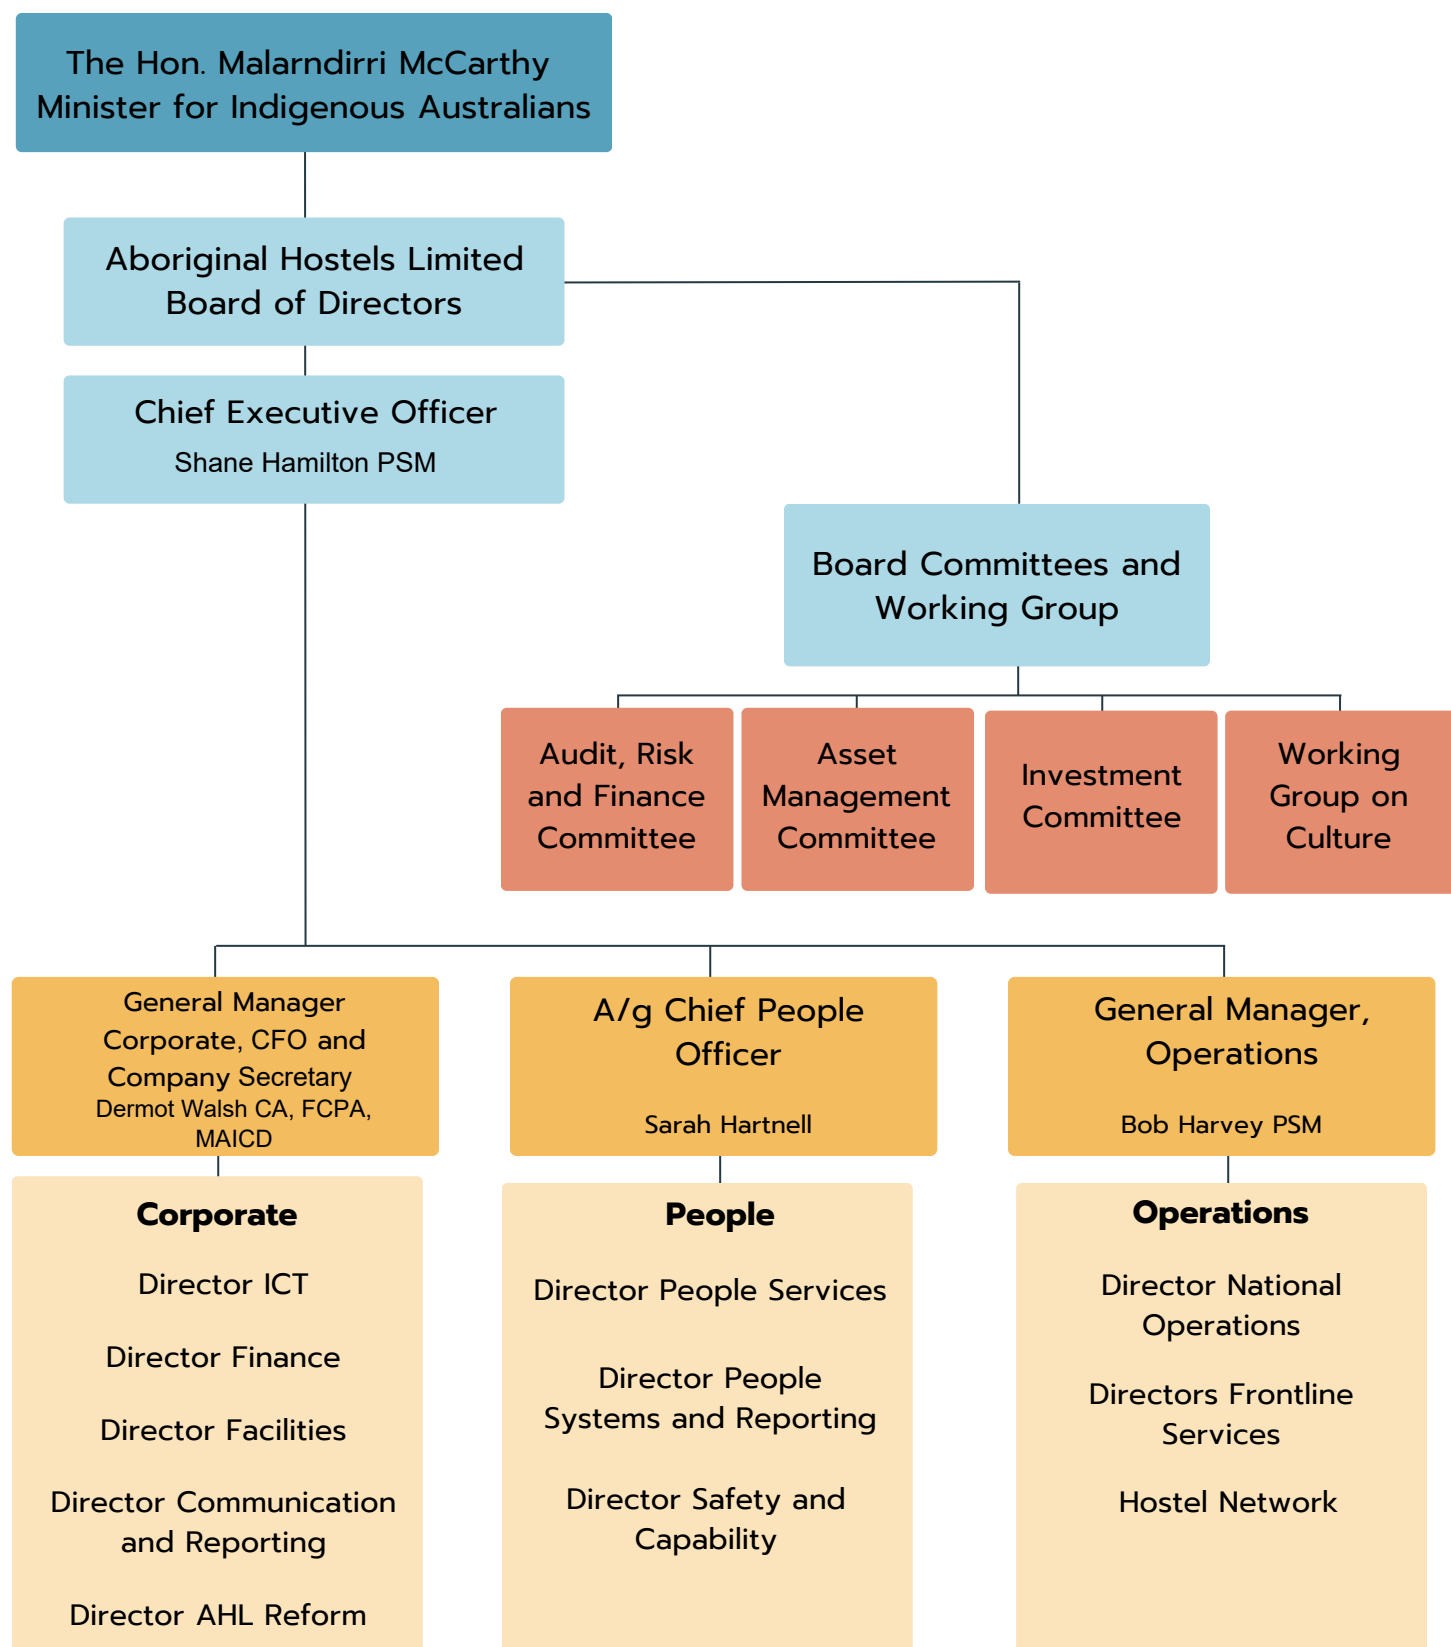 The Hon. Malarndirri McCarthy
Minister for Indigenous Australians
Aboriginal Hostels Limited
Board of Directors
Chief Executive Officer
Shane Hamilton PSM
Board Committees and
Working Group
Audit, Risk
and Finance
Committee
Asset
Management
Committee
Investment
Committee
Working
Group on
Culture
General Manager
Corporate, CFO and
Company Secretary
Dermot Walsh CA, FCPA,
MAICD
A/g Chief People
Officer
Sarah Hartnell
General Manager,
Operations
Bob Harvey PSM
Corporate
Director ICT
Director Finance
Director Facilities
Director Communication
and Reporting
Director AHL Reform
People
Director People Services
Director People
Systems and Reporting
Director Safety and
Capability
Operations
Director National
Operations
Directors Frontline
Services
Hostel Network